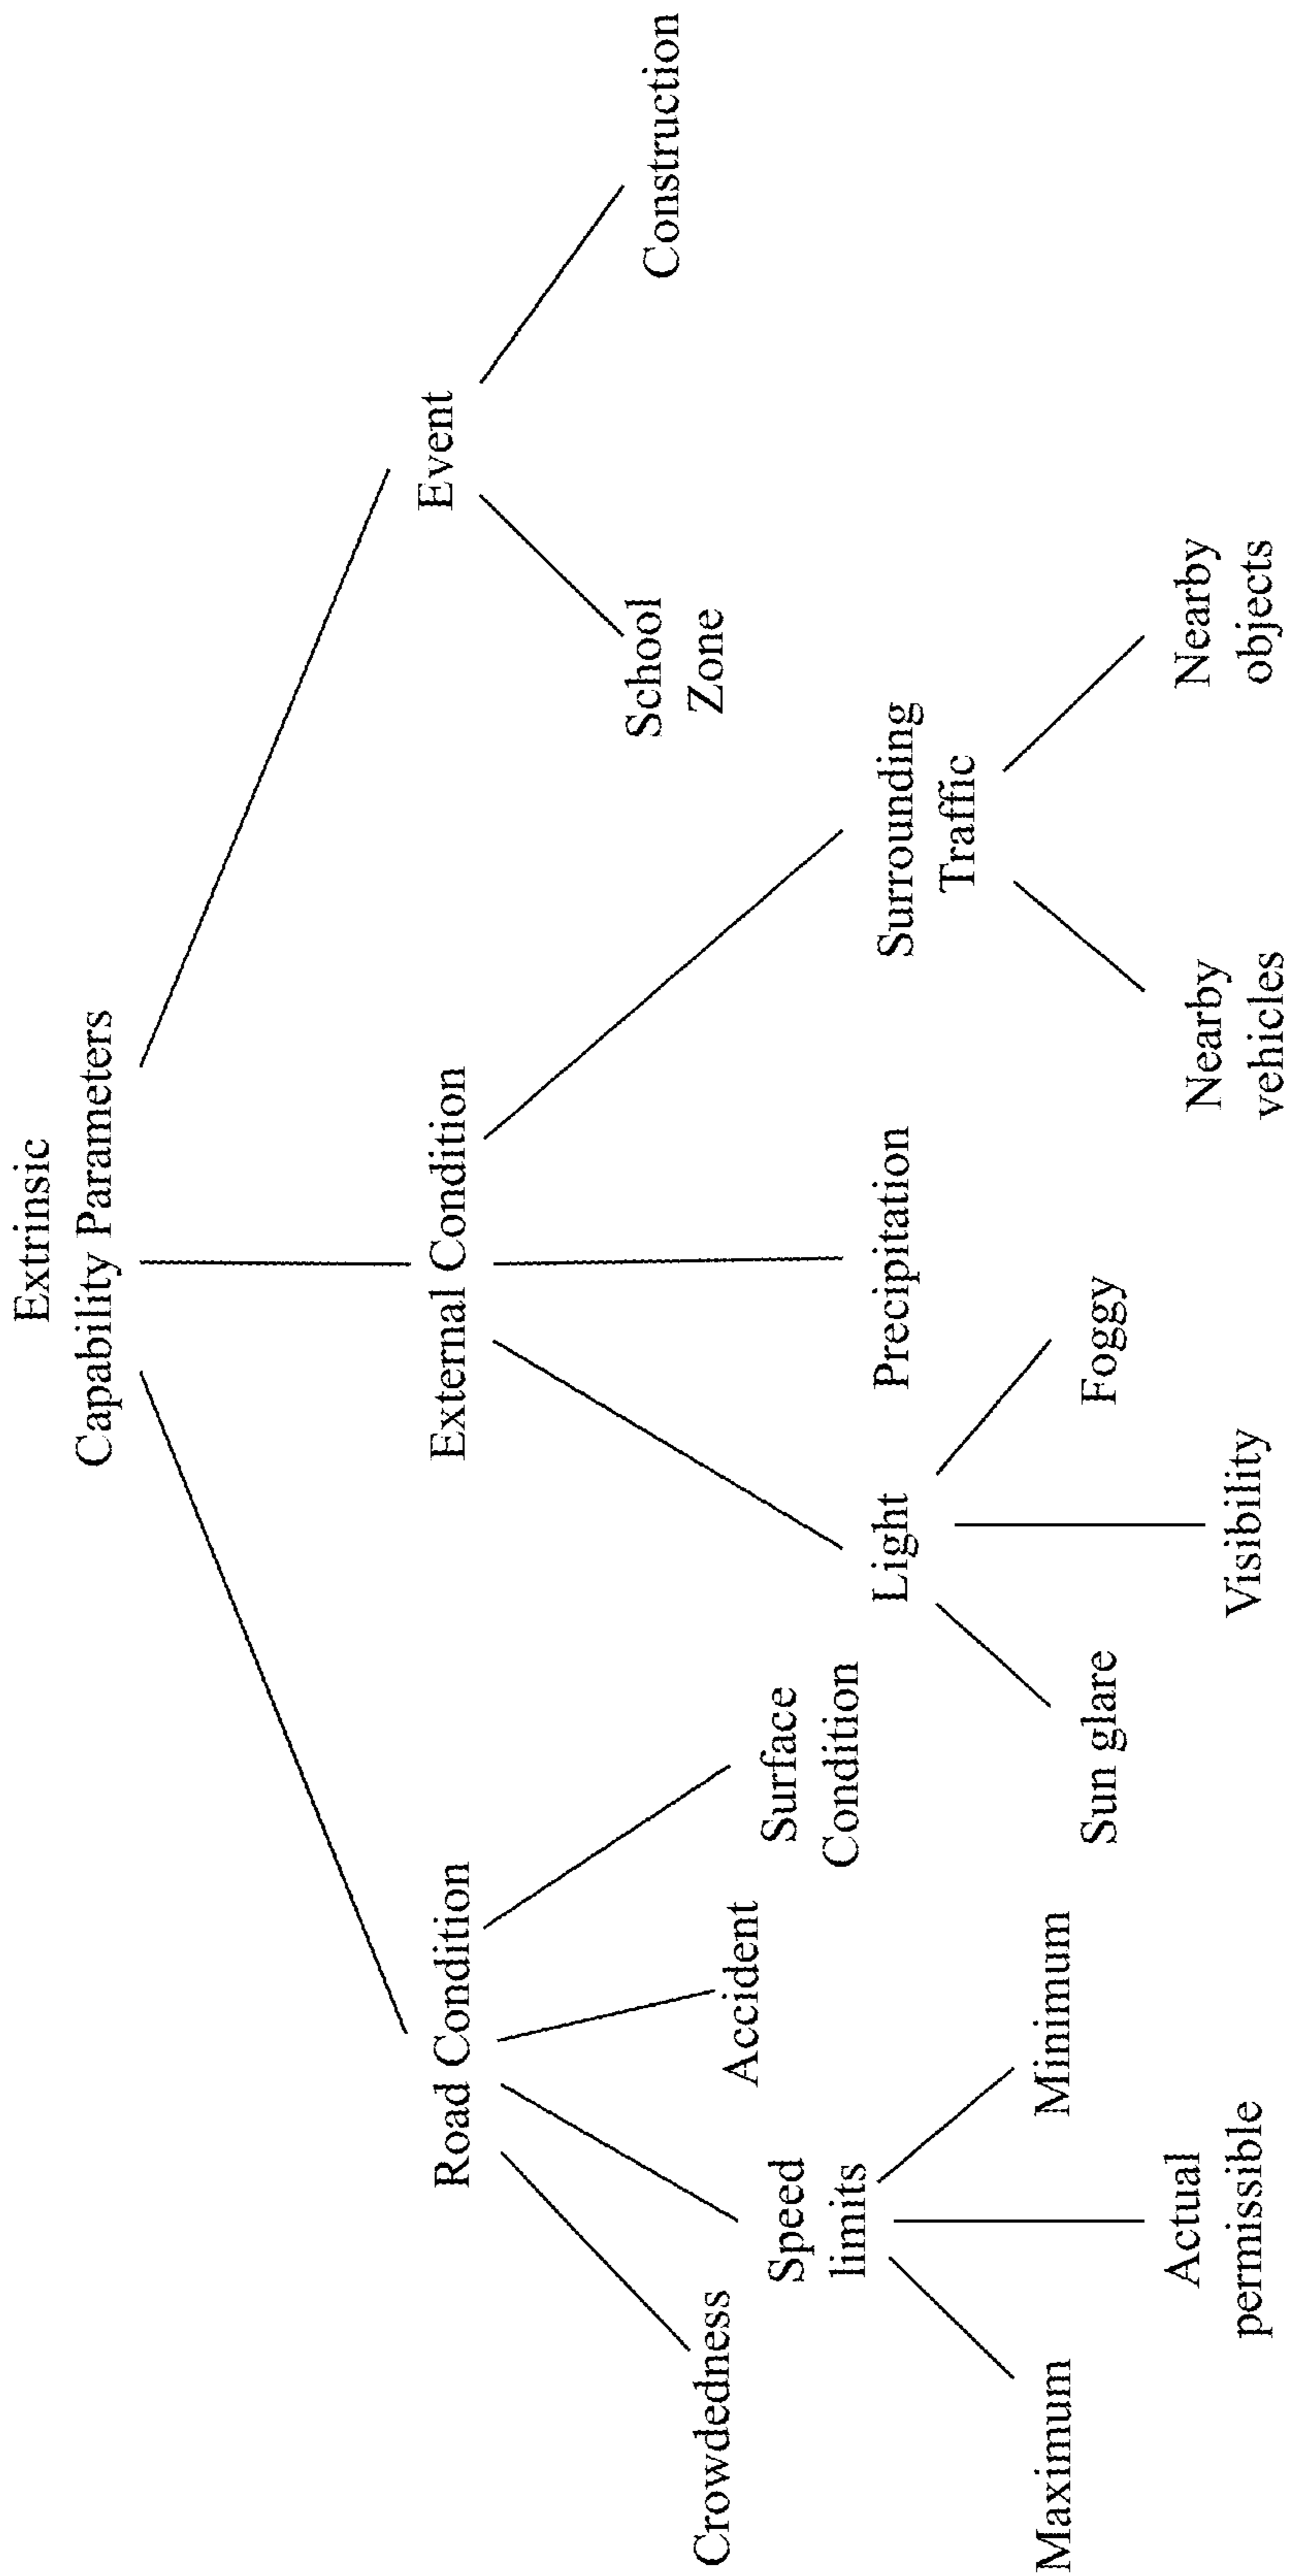 Extrinsic
Capability Parameters
Road Condition
External Condition
Event
Crowdedness
Speed
limits
Accident
Surface
Condition
Light
Precipitation
Surrounding
Traffic
School
Zone
Construction
Maximum
Actual
permissible
Minimum
Sun glare
Visibility
Foggy
Nearby
vehicles
Nearby
objects